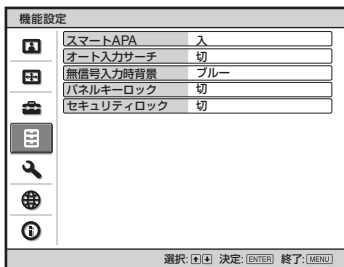 機能設定
スマートAPA 入
オート入力サーチ 切
無信号入力時背景 ブルー
パネルキーロック 切
セキュリティロック 切
選択: 決定: ENTER 終了: MENU